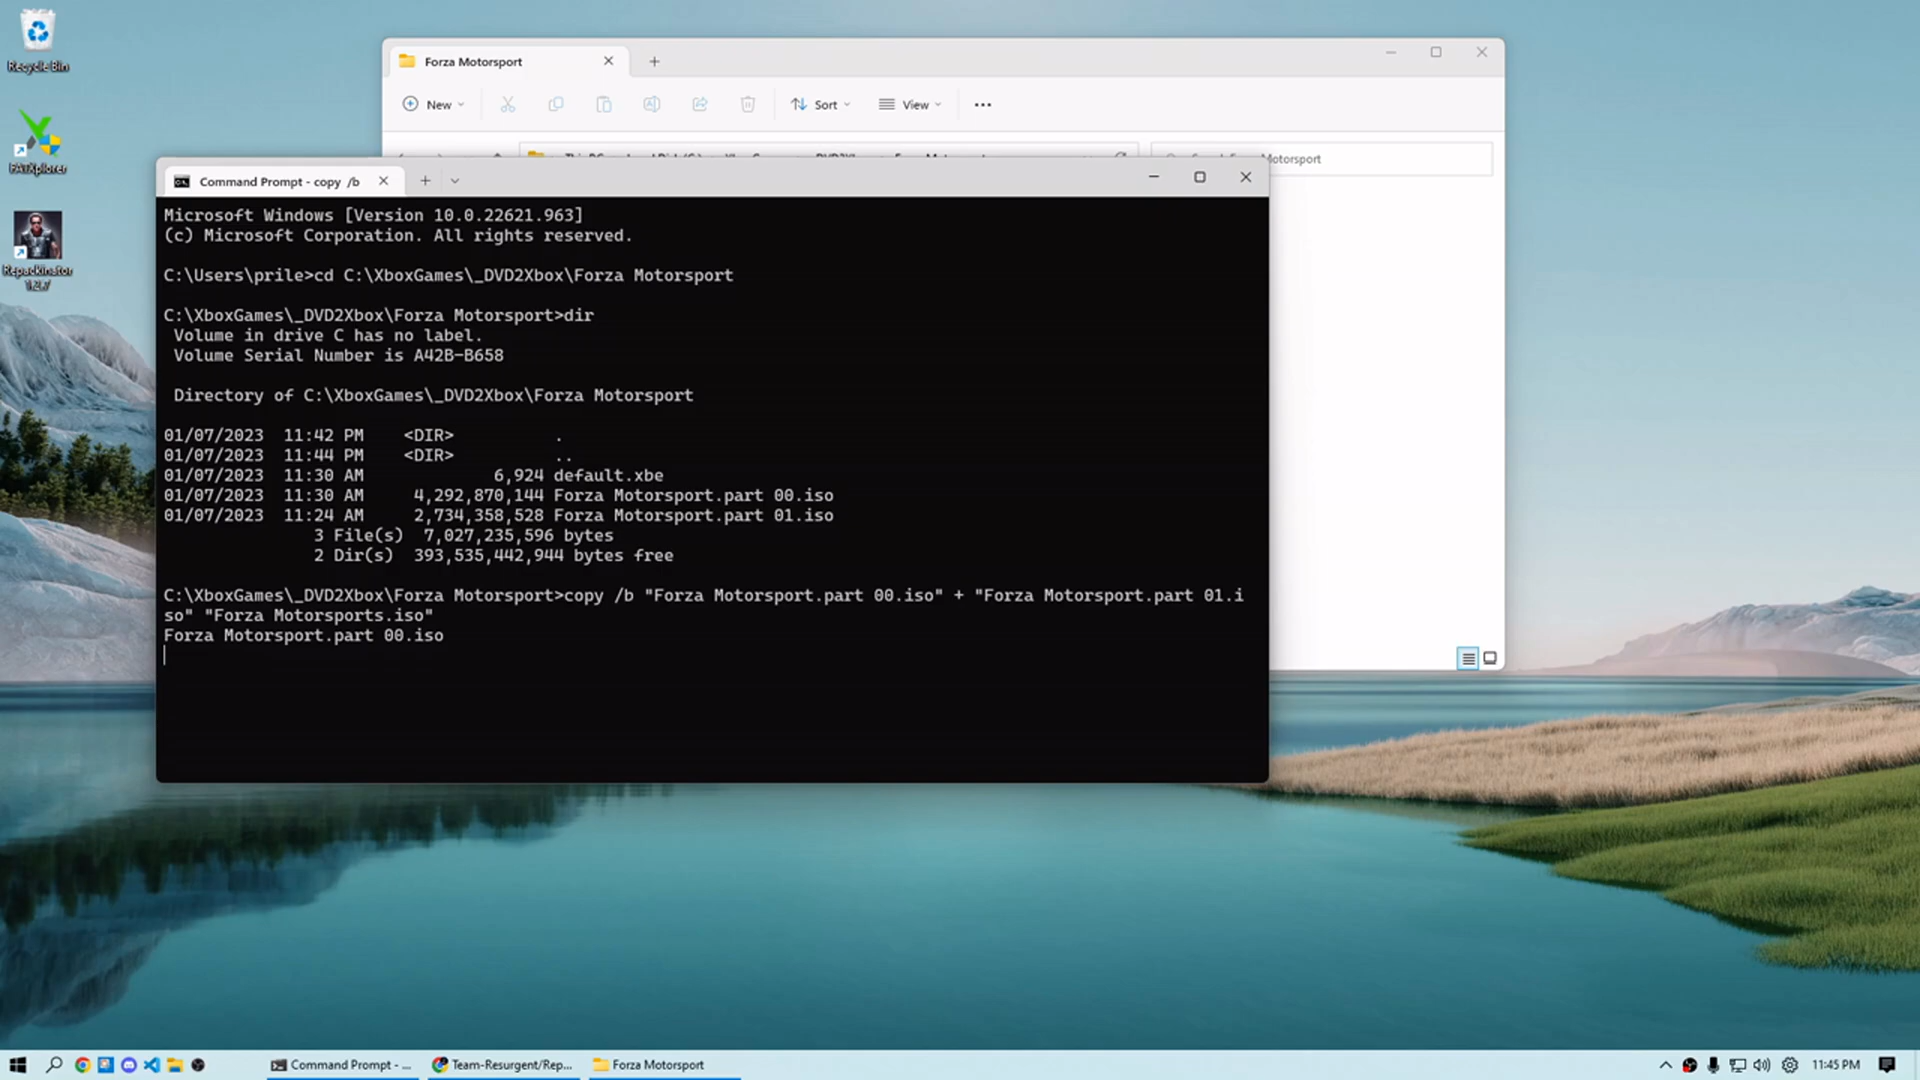 Recycle Bin
FATXplorer
Repackinator
1.2.7
Forza Motorsport
New
Sort
View
Motorsport
Command Prompt - copy /b
Microsoft Windows [Version 10.0.22621.963]
(c) Microsoft Corporation. All rights reserved.
C:\Users\prile>cd C:\XboxGames\_DVD2Xbox\Forza Motorsport
C:\XboxGames\_DVD2Xbox\Forza Motorsport>dir
Volume in drive C has no label.
Volume Serial Number is A42B-B658
Directory of C:\XboxGames\_DVD2Xbox\Forza Motorsport
01/07/2023  11:42 PM    <DIR>          .
01/07/2023  11:44 PM    <DIR>          ..
01/07/2023  11:30 AM             6,924 default.xbe
01/07/2023  11:30 AM     4,292,870,144 Forza Motorsport.part 00.iso
01/07/2023  11:24 AM     2,734,358,528 Forza Motorsport.part 01.iso
3 File(s)  7,027,235,596 bytes
2 Dir(s)  393,535,442,944 bytes free
C:\XboxGames\_DVD2Xbox\Forza Motorsport>copy /b "Forza Motorsport.part 00.iso" + "Forza Motorsport.part 01.i
so" "Forza Motorsports.iso"
Forza Motorsport.part 00.iso
Command Prompt - ...
Team-Resurgent/Rep...
Forza Motorsport
11:45 PM